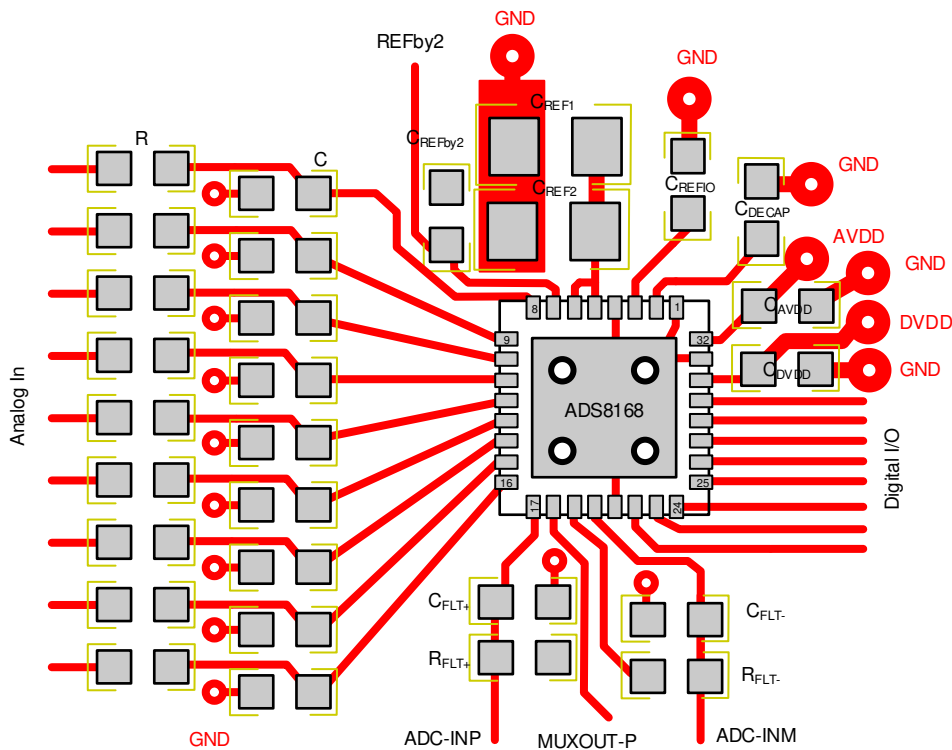 GND
REFby2
GND
CREF1
R
CREFby2
C
GND
CREF2
CREFIO
CDECAP
AVDD
GND
8
1
CAVDD
DVDD
9
32
CDVDD
GND
Analog In
ADS8168
Digital I/O
16
25
17
24
CFLT+
CFLT-
RFLT+
RFLT-
GND
ADC-INP
MUXOUT-P
ADC-INM